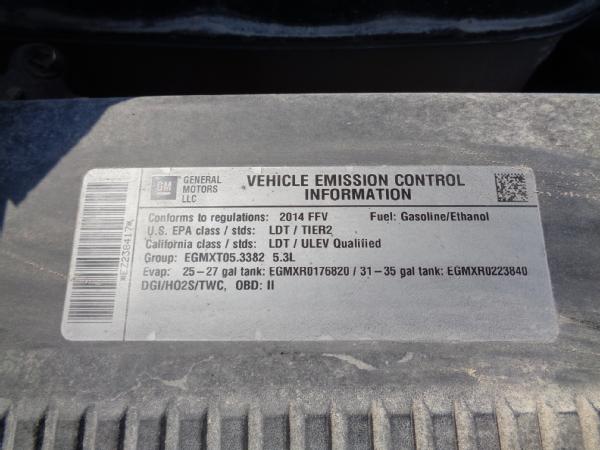 GM
GENERAL
MOTORS
LLC
VEHICLE EMISSION CONTROL
INFORMATION
Conforms to regulations: 2014 FFV Fuel: Gasoline/Ethanol
U.S. EPA class / stds: LDT / TIER2
California class / stds: LDT / ULEV Qualified
Group: EGMXT05.3382 5.3L
Evap: 25-27 gal tank: EGMXR0176820 / 31-35 gal tank: EGMXR0223840
DGI/HO2S/TWC, OBD: II